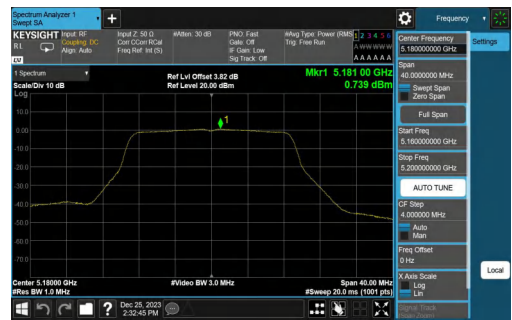 Spectrum Analyzer 1
Swept SA
Frequency
KEYSIGHT
Input: RF
Coupling: DC
Align: Auto
Input Z: 50 Ω
Corr CCorr RCal
Freq Ref: Int (S)
#Atten: 30 dB
PNO: Fast
Gate: Off
IF Gain: Low
Sig Track: Off
#Avg Type: Power (RMS
Trig: Free Run
1 2 3 4 5 6
A W W W W W
A A A A A A
RL
LV
1 Spectrum
Scale/Div 10 dB
Log
Ref Lvl Offset 3.82 dB
Ref Level 20.00 dBm
Mkr1 5.181 00 GHz
0.739 dBm
1
10.0
0.00
-10.0
-20.0
-30.0
-40.0
-50.0
-60.0
-70.0
Center 5.18000 GHz
#Res BW 1.0 MHz
#Video BW 3.0 MHz
Span 40.00 MHz
#Sweep 20.0 ms (1001 pts)
Dec 25, 2023
2:32:45 PM
Center Frequency
5.180000000 GHz
Settings
Span
40.0000000 MHz
Swept Span
Zero Span
Full Span
Start Freq
5.160000000 GHz
Stop Freq
5.200000000 GHz
AUTO TUNE
CF Step
4.000000 MHz
Auto
Man
Freq Offset
0 Hz
X Axis Scale
Log
Lin
Local
Signal Track